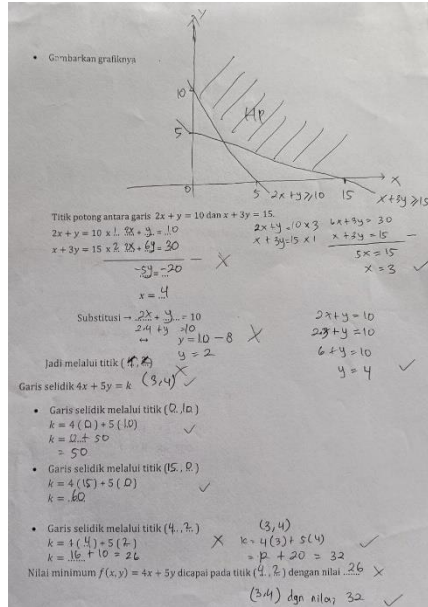 • Gambarkan grafiknya
Y
10
HP
5
X
0
5
2x+y≥10
15
x+3y≥15
Titik potong antara garis 2x + y = 10 dan x + 3y = 15.
2x + y = 10 x 1 2x + y = 10
x + 3y = 15 x 2 2x + 6y = 30
-5y = -20 - X
x = 4
2x+y=10 x3 6x+3y=30
x+3y=15 x1 x+3y=15 -
5x=15
x=3 ✓
Substitusi → 2x + y = 10
2.4 + y = 10
↔ y=10-8 X
y=2
2x+y=10
2.3+y=10
6+y=10
y=4 ✓
Jadi melalui titik (4, 2) X
(3,4) ✓
Garis selidik 4x + 5y = k
• Garis selidik melalui titik (0, 10)
k = 4(0) + 5(10) ✓
k = 0 + 50
= 50
• Garis selidik melalui titik (15, 0)
k = 4(15) + 5(0) ✓
k = 60
• Garis selidik melalui titik (4, 2)
k = 4(4) + 5(2) X
k = 16 + 10 = 26
(3,4)
k=4(3)+5(4) ✓
= 12 + 20 = 32
Nilai minimum f(x,y) = 4x + 5y dicapai pada titik (4, 2) dengan nilai 26 X
(3.4) dgn nilai 32 ✓